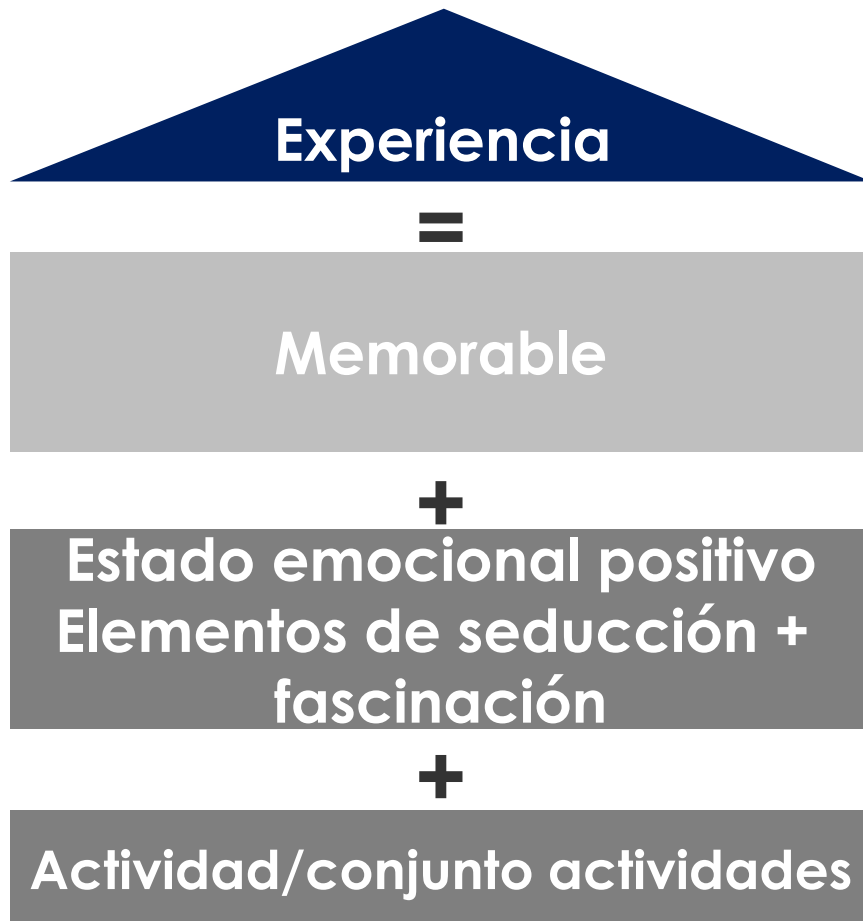 Experiencia
=
Memorable
+
Estado emocional positivo
Elementos de seducción +
fascinación
+
Actividad/conjunto actividades